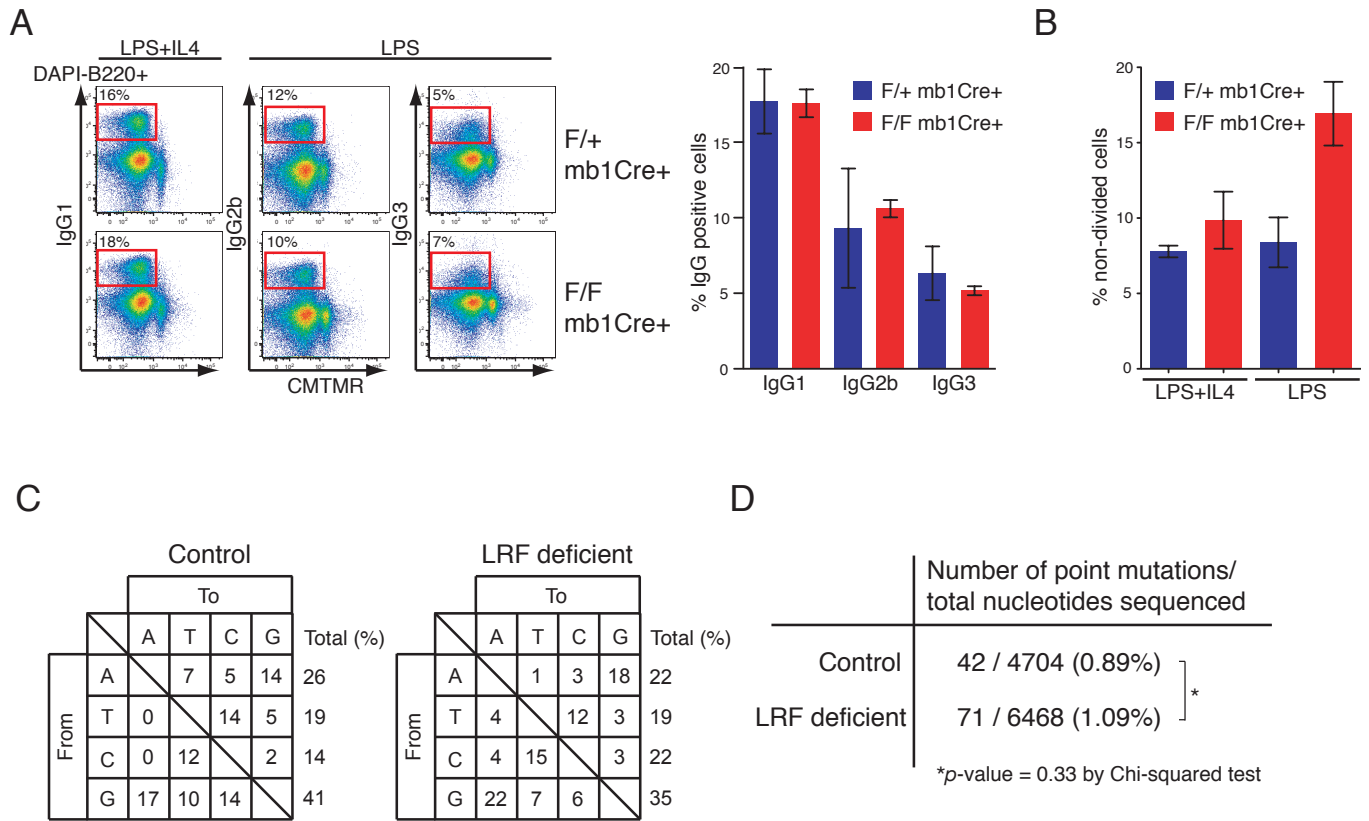 A
LPS+IL4
LPS
DAPI-B220+
16%
12%
5%
F/+
mb1Cre+
IgG1
IgG2b
IgG3
18%
10%
7%
F/F
mb1Cre+
CMTMR
% IgG positive cells
20
15
10
5
0
F/+ mb1Cre+
F/F mb1Cre+
IgG1
IgG2b
IgG3
B
% non-divided cells
20
15
10
5
0
F/+ mb1Cre+
F/F mb1Cre+
LPS+IL4
LPS
C
Control
To
A T C G Total (%)
From
A 7 5 14 26
T 0 14 5 19
C 0 12 2 14
G 17 10 14 41
LRF deficient
To
A T C G Total (%)
From
A 1 3 18 22
T 4 12 3 19
C 4 15 3 22
G 22 7 6 35
D
Number of point mutations/
total nucleotides sequenced
Control 42 / 4704 (0.89%)
*
LRF deficient 71 / 6468 (1.09%)
*p-value = 0.33 by Chi-squared test